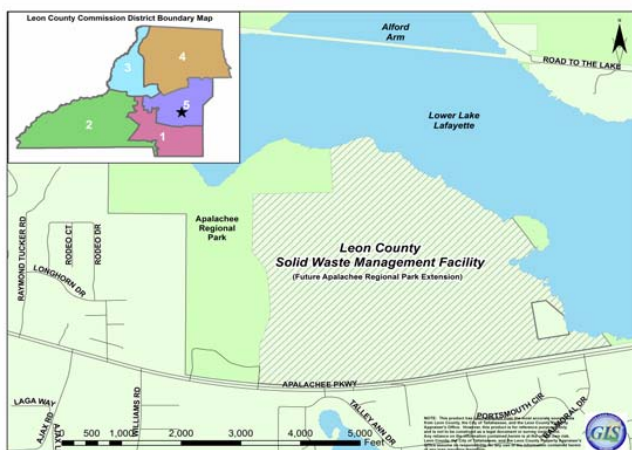 Leon County Commission District Boundary Map
3
4
5
2
1
Alford
Arm
ROAD TO THE LAKE
Lower Lake
Lafayette
Apalachee
Regional
Park
Leon County
Solid Waste Management Facility
(Future Apalachee Regional Park Extension)
RAYMOND TUCKER RD
RODEO CT
RODEO DR
LONGHORN DR
APALACHEE PKWY
LAGA WAY
AJAX RD
WILLIAMS RD
TALLEY ANN DR
PORTSMOUTH CIR
0 500 1,000 2,000 3,000 4,000 5,000
Feet
GIS